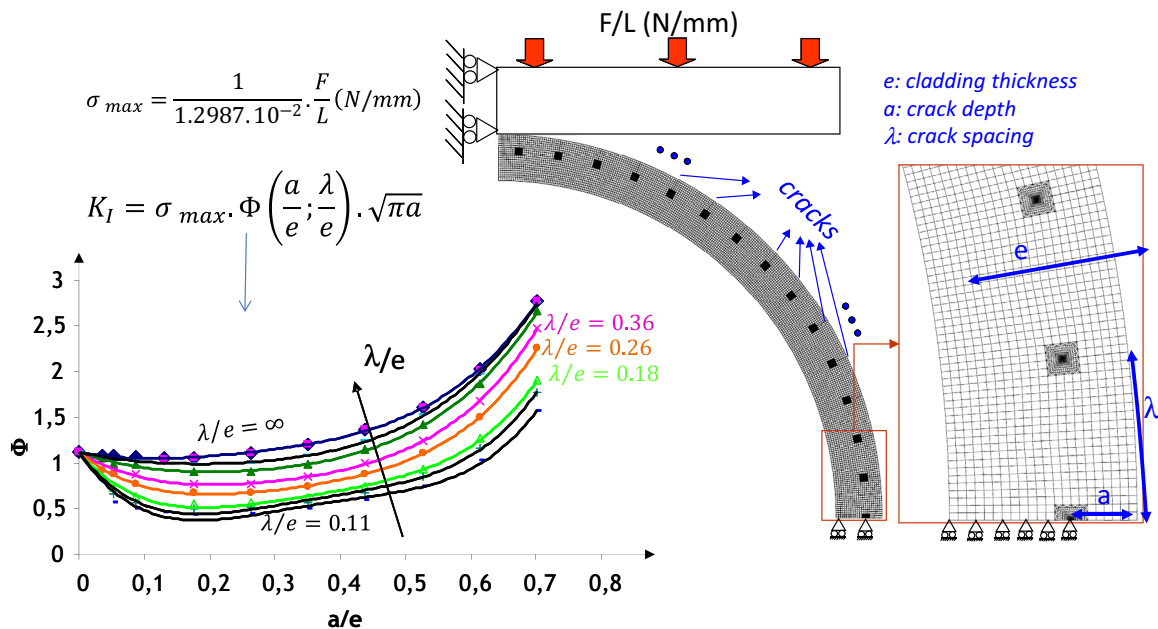 F/L (N/mm)
σ max = 1/1.2987.10⁻² . F/L (N/mm)
e: cladding thickness
a: crack depth
λ: crack spacing
K_I = σ max. Φ (a/e ; λ/e) . √πa
cracks
e
λ
a
3
2,5
2
1,5
1
0,5
0
Φ
λ/e
λ/e = 0.36
λ/e = 0.26
λ/e = 0.18
λ/e = ∞
λ/e = 0.11
0 0,1 0,2 0,3 0,4 0,5 0,6 0,7 0,8
a/e